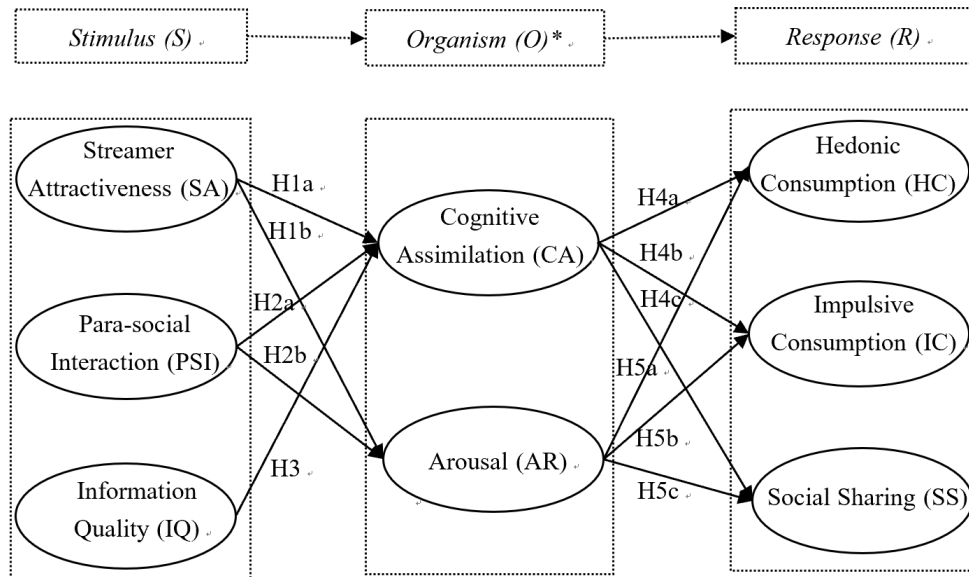 Stimulus (S)
Organism (O)*
Response (R)
Streamer
Attractiveness (SA)
Para-social
Interaction (PSI)
Information
Quality (IQ)
H1a
H1b
H2a
H2b
H3
Cognitive
Assimilation (CA)
Arousal (AR)
H4a
H4b
H4c
H5a
H5b
H5c
Hedonic
Consumption (HC)
Impulsive
Consumption (IC)
Social Sharing (SS)